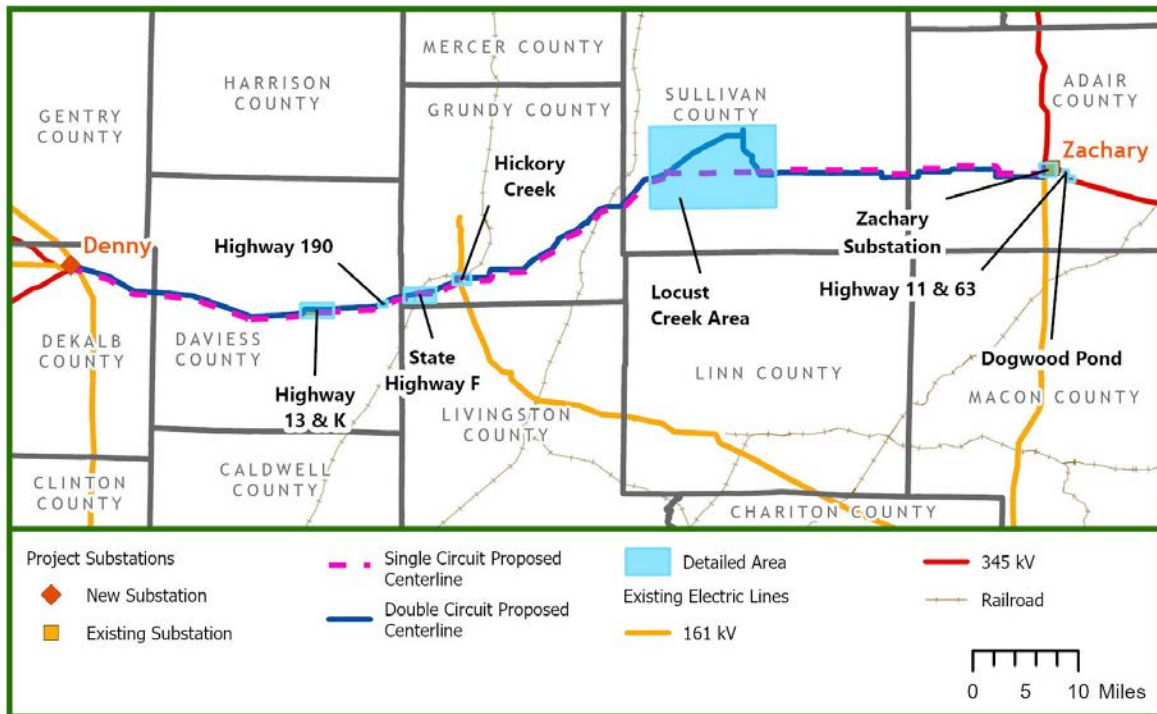 MERCER COUNTY
HARRISON
COUNTY
GENTRY
COUNTY
GRUNDY COUNTY
SULLIVAN
COUNTY
ADAIR
COUNTY
Hickory
Creek
Zachary
Denny
Highway 190
Zachary
Substation
Highway 11 & 63
Locust
Creek Area
DEKALB
COUNTY
DAVIESS
COUNTY
State
Highway F
Highway
13 & K
Dogwood Pond
LINN COUNTY
MACON COUNTY
LIVINGSTON
COUNTY
CALDWELL
COUNTY
CLINTON
COUNTY
CHARITON COUNTY
Project Substations
New Substation
Existing Substation
Single Circuit Proposed
Centerline
Double Circuit Proposed
Centerline
Detailed Area
Existing Electric Lines
161 kV
345 kV
Railroad
0 5 10 Miles